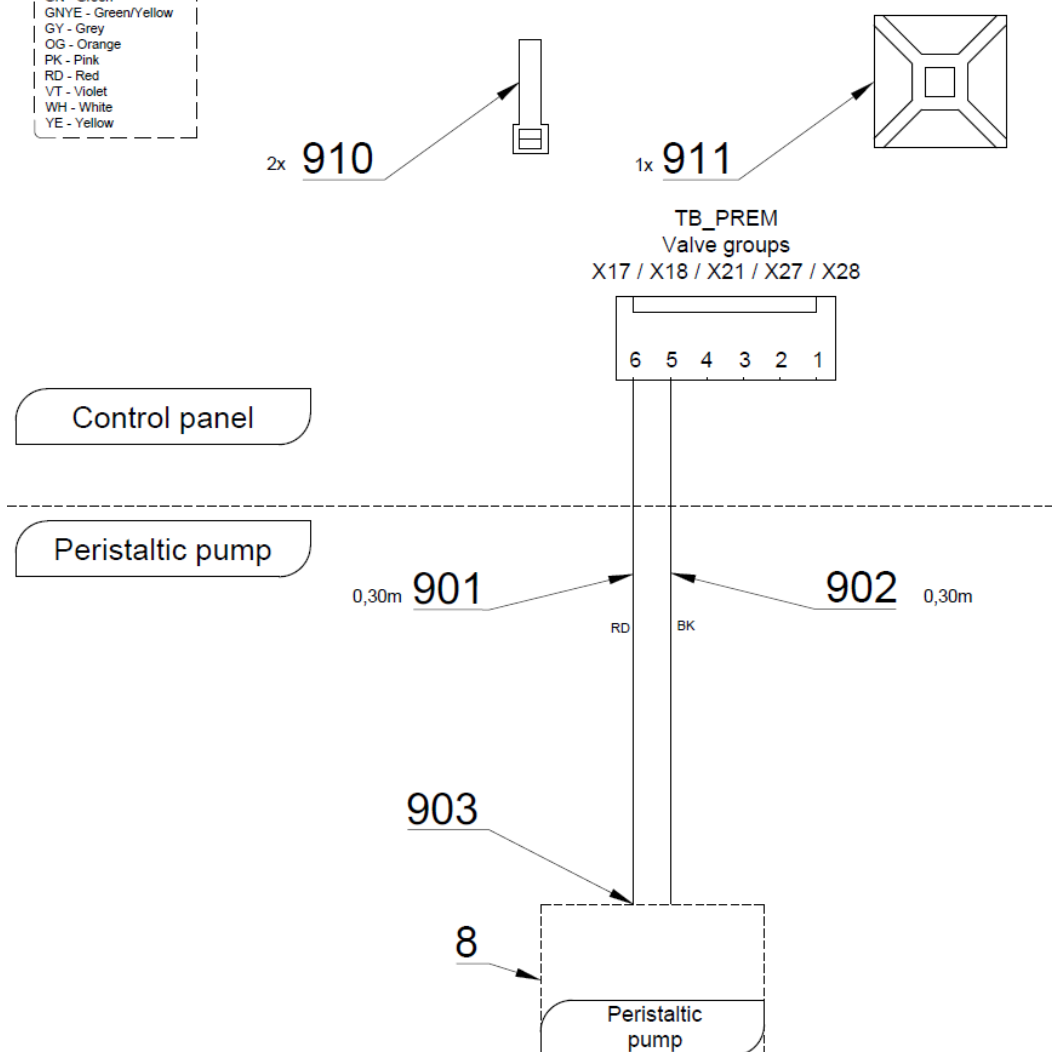 GNYE - Green/Yellow
GY - Grey
OG - Orange
PK - Pink
RD - Red
VT - Violet
WH - White
YE - Yellow
2x 910
1x 911
TB_PREM
Valve groups
X17 / X18 / X21 / X27 / X28
6 5 4 3 2 1
Control panel
Peristaltic pump
0,30m 901
902 0,30m
RD BK
903
8
Peristaltic
pump